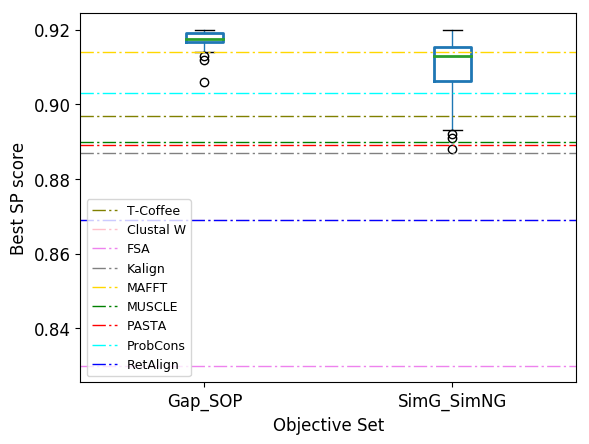 0.92
0.90
0.88
0.86
0.84
Best SP score
T-Coffee
Clustal W
FSA
Kalign
MAFFT
MUSCLE
PASTA
ProbCons
RetAlign
Gap_SOP
SimG_SimNG
Objective Set